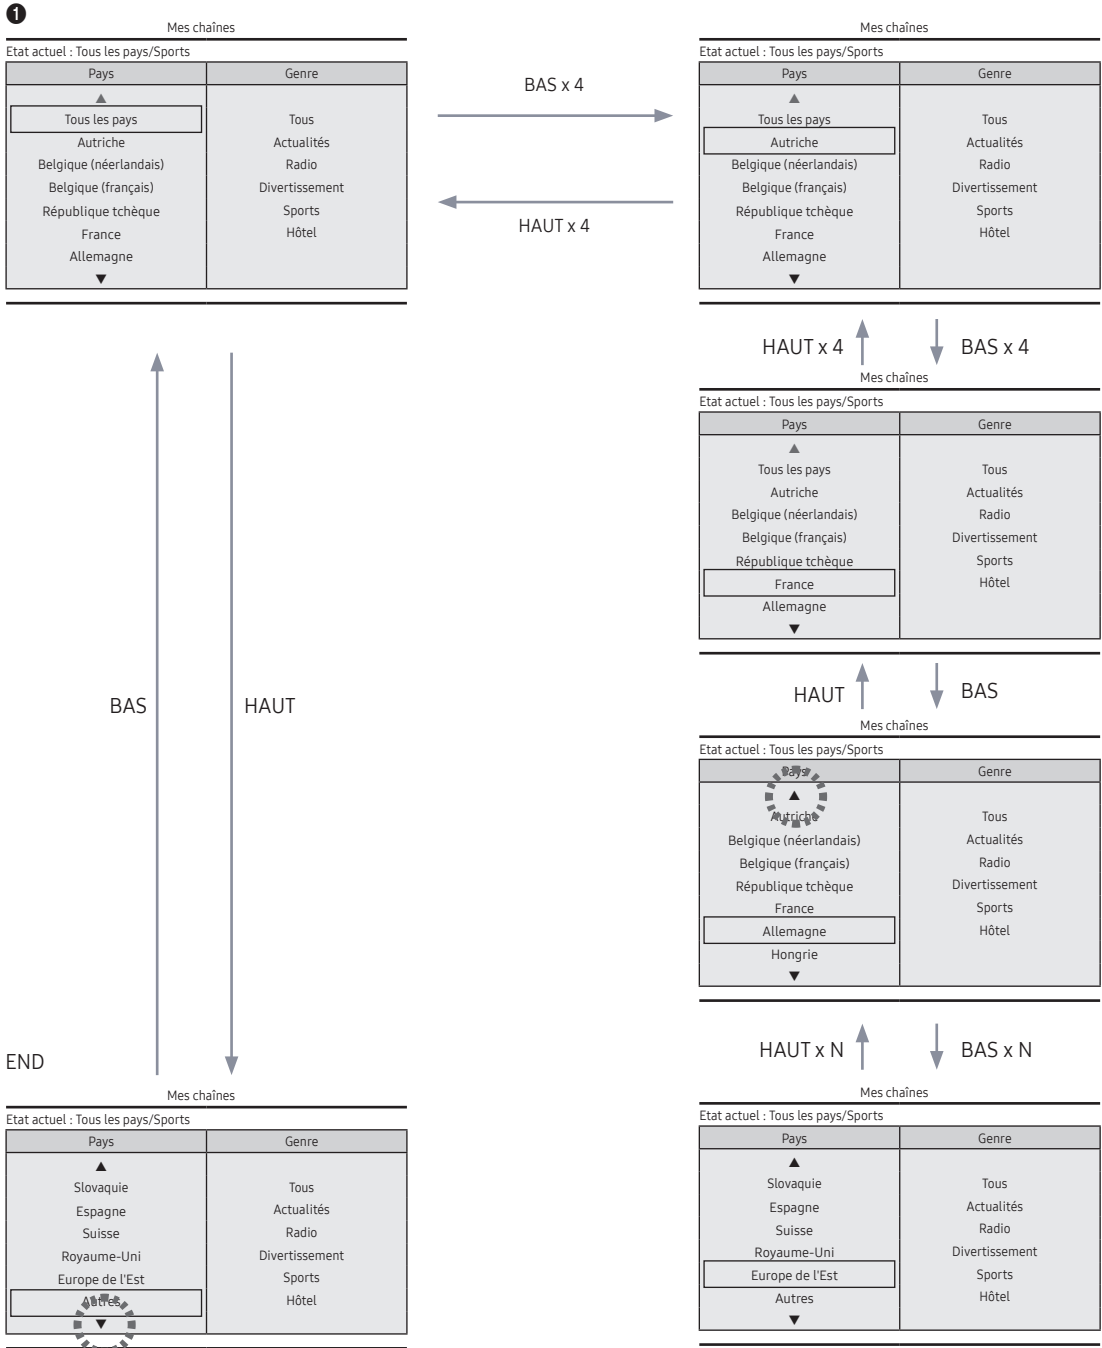 ❶
Mes chaînes
Etat actuel : Tous les pays/Sports
Pays Genre
▲
Tous les pays Tous
Autriche Actualités
Belgique (néerlandais) Radio
Belgique (français) Divertissement
République tchèque Sports
France Hôtel
Allemagne
▼
BAS x 4
HAUT x 4
Mes chaînes
Etat actuel : Tous les pays/Sports
Pays Genre
▲
Tous les pays Tous
Autriche Actualités
Belgique (néerlandais) Radio
Belgique (français) Divertissement
République tchèque Sports
France Hôtel
Allemagne
▼
HAUT x 4 BAS x 4
Mes chaînes
Etat actuel : Tous les pays/Sports
Pays Genre
▲
Tous les pays Tous
Autriche Actualités
Belgique (néerlandais) Radio
Belgique (français) Divertissement
République tchèque Sports
France Hôtel
Allemagne
▼
HAUT BAS
Mes chaînes
Etat actuel : Tous les pays/Sports
Pays Genre
▲
Autriche Tous
Belgique (néerlandais) Actualités
Belgique (français) Radio
République tchèque Divertissement
France Sports
Allemagne Hôtel
Hongrie
▼
HAUT x N BAS x N
Mes chaînes
Etat actuel : Tous les pays/Sports
Pays Genre
▲
Slovaquie Tous
Espagne Actualités
Suisse Radio
Royaume-Uni Divertissement
Europe de l'Est Sports
Autres Hôtel
▼
BAS HAUT
END
Mes chaînes
Etat actuel : Tous les pays/Sports
Pays Genre
▲
Slovaquie Tous
Espagne Actualités
Suisse Radio
Royaume-Uni Divertissement
Europe de l'Est Sports
Autres Hôtel
▼